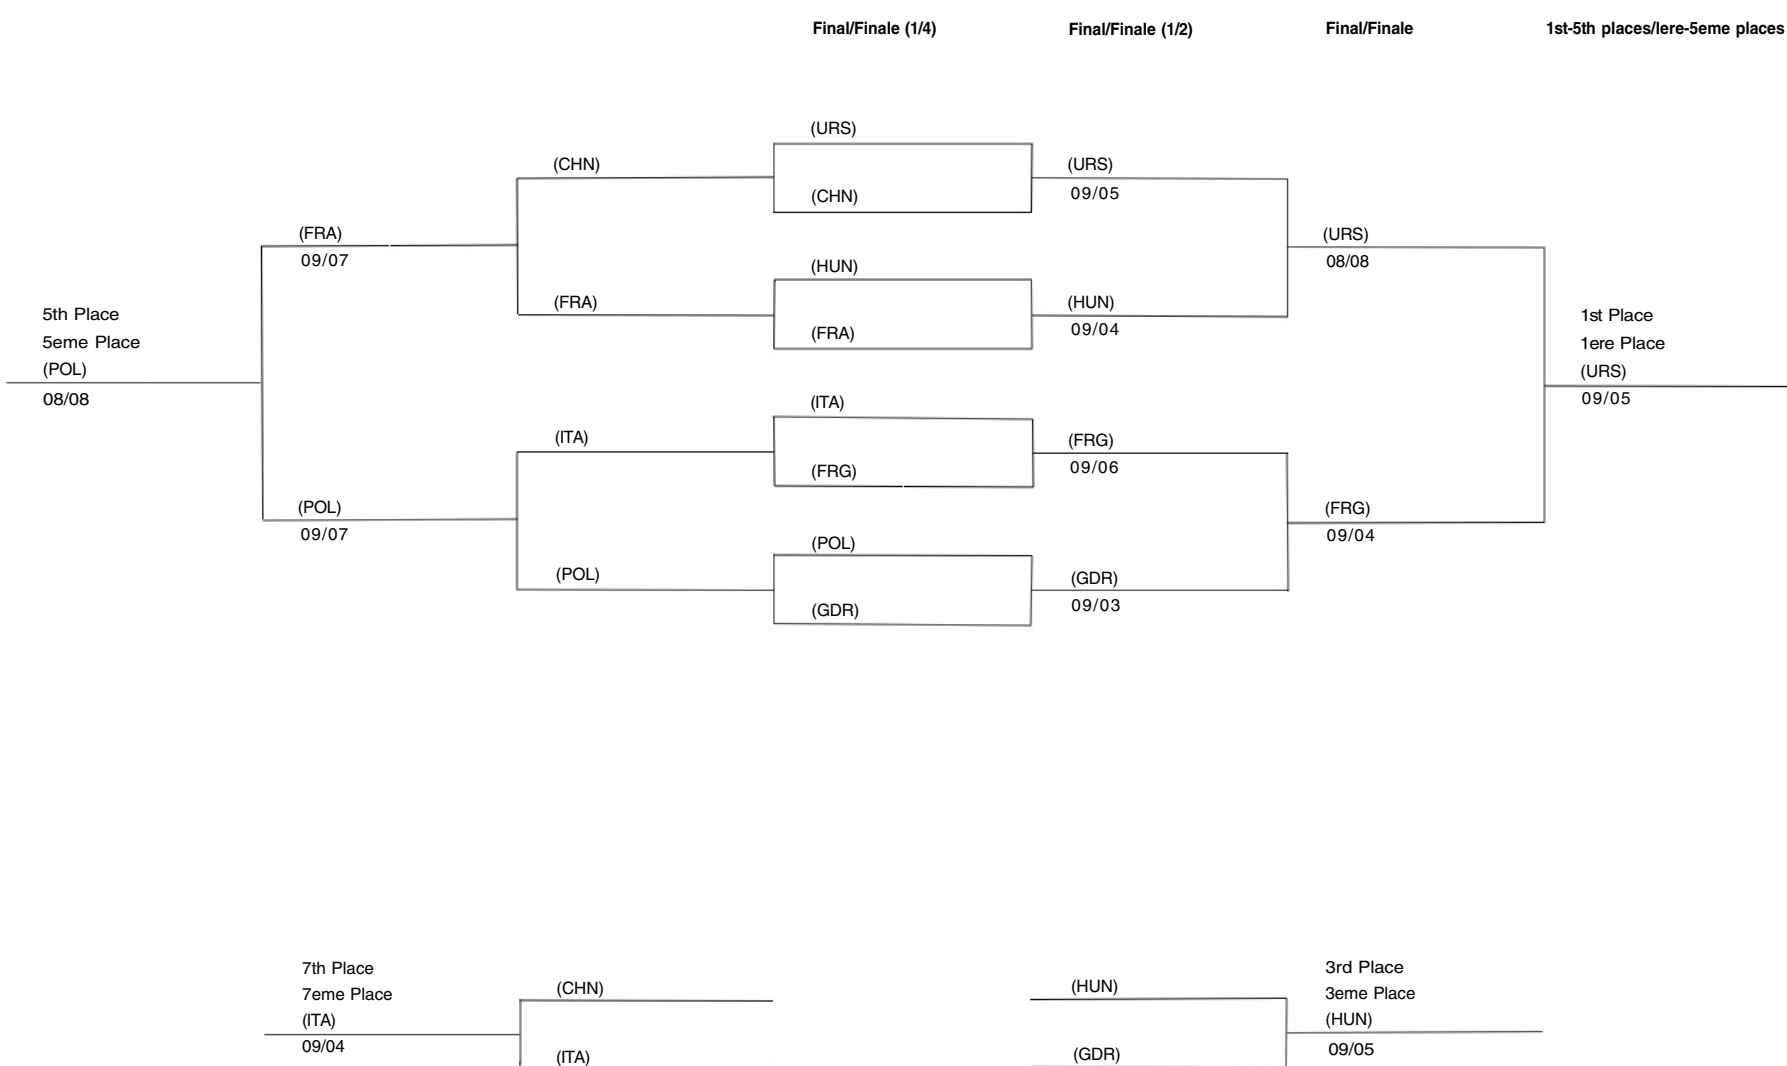 Final/Finale (1/4) Final/Finale (1/2) Final/Finale 1st-5th places/lere-5eme places
(URS)
(CHN) (URS)
(CHN) 09/05
(FRA) (URS)
09/07 (HUN) 08/08
(FRA) (HUN)
5th Place 1st Place
(FRA) 09/04
5eme Place 1ere Place
(POL) (URS)
08/08 (ITA) 09/05
(ITA) (FRG)
(FRG) 09/06
(POL) (FRG)
09/07 (POL) 09/04
(POL) (GDR)
(GDR) 09/03
7th Place 3rd Place
(CHN) (HUN)
7eme Place 3eme Place
(ITA) (HUN)
09/04 09/05
(ITA) (GDR)